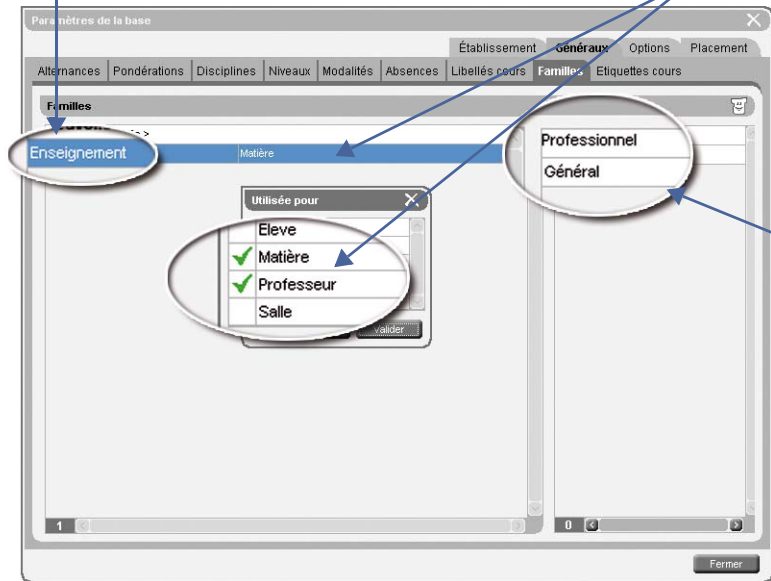 Paramètres de la base
Établissement Généraux Options Placement
Alternances Pondérations Disciplines Niveaux Modalités Absences Libellés cours Familles Etiquettes cours
Familles
Enseignement Matière
Professionnel
Général
Utilisée pour
Eleve
Matière
Professeur
Salle
Valider
1
0
Fermer